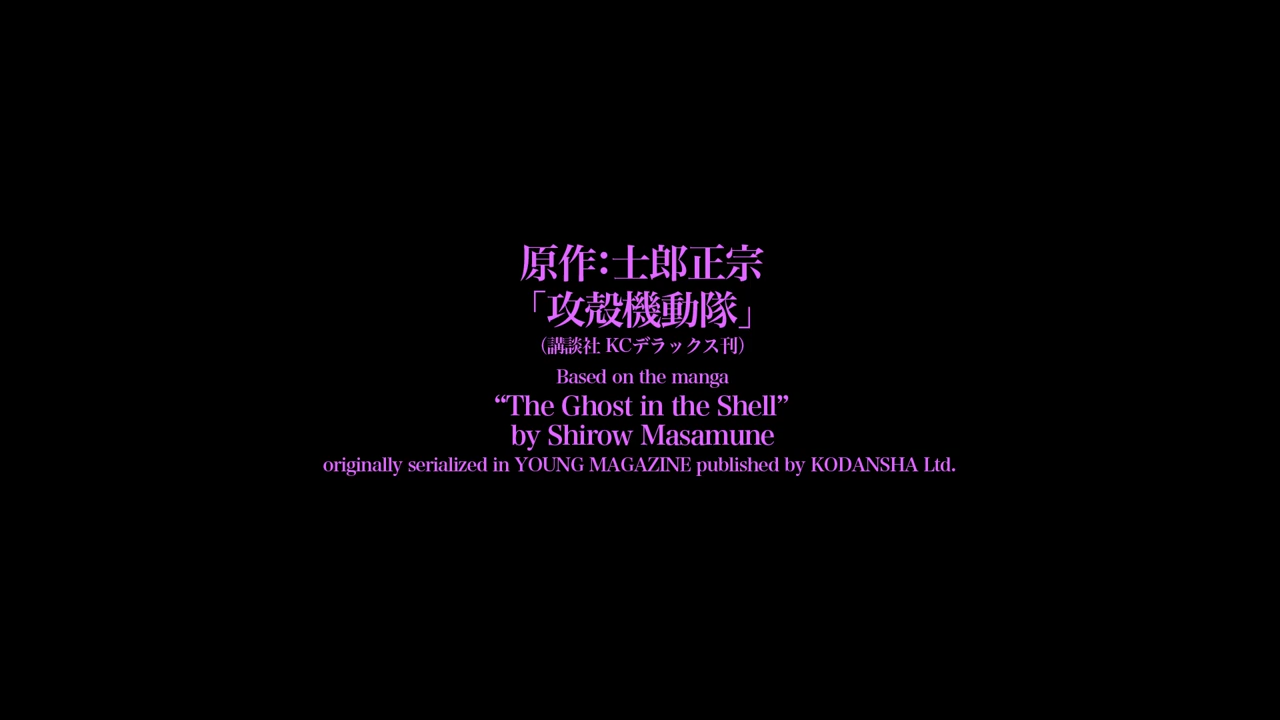 原作：士郎正宗
「攻殻機動隊」
（講談社 KCデラックス刊）
Based on the manga
“The Ghost in the Shell”
by Shirow Masamune
originally serialized in YOUNG MAGAZINE published by KODANSHA Ltd.